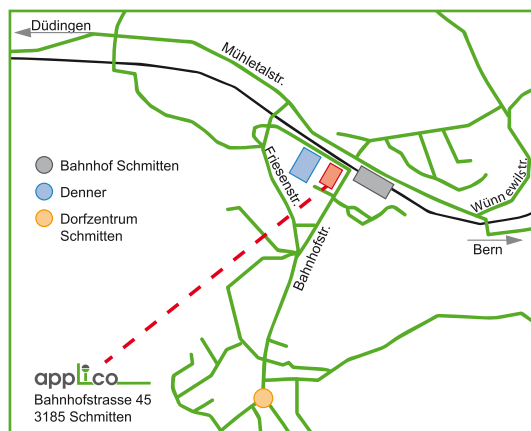 Düdingen
Mühletalstr.
Friesenstr.
Bahnhofstr.
Wünnewilstr.
Bern
Bahnhof Schmitten
Denner
Dorfzentrum
Schmitten
appLico
Bahnhofstrasse 45
3185 Schmitten